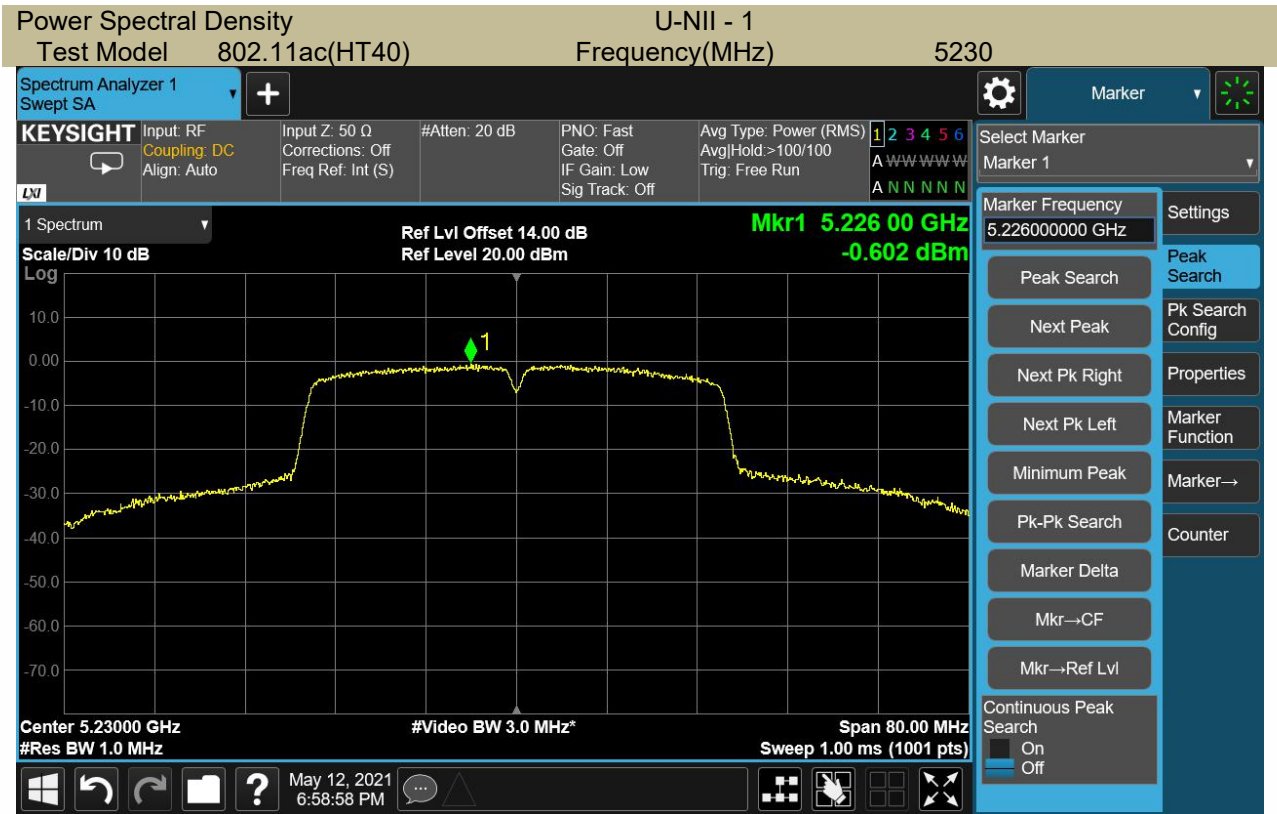 Power Spectral Density U-NII - 1
Test Model 802.11ac(HT40) Frequency(MHz) 5230
Spectrum Analyzer 1
Swept SA
Marker
KEYSIGHT
LXI
Input: RF
Coupling: DC
Align: Auto
Input Z: 50 Ω
Corrections: Off
Freq Ref: Int (S)
#Atten: 20 dB
PNO: Fast
Gate: Off
IF Gain: Low
Sig Track: Off
Avg Type: Power (RMS)
Avg|Hold:>100/100
Trig: Free Run
1 2 3 4 5 6
A W W W W W
A N N N N N
Select Marker
Marker 1
1 Spectrum
Scale/Div 10 dB
Log
Ref Lvl Offset 14.00 dB
Ref Level 20.00 dBm
Mkr1 5.226 00 GHz
-0.602 dBm
1
10.0
0.00
-10.0
-20.0
-30.0
-40.0
-50.0
-60.0
-70.0
Center 5.23000 GHz
#Res BW 1.0 MHz
#Video BW 3.0 MHz*
Span 80.00 MHz
Sweep 1.00 ms (1001 pts)
Marker Frequency
5.226000000 GHz
Peak Search
Next Peak
Next Pk Right
Next Pk Left
Minimum Peak
Pk-Pk Search
Marker Delta
Mkr→CF
Mkr→Ref Lvl
Continuous Peak
Search
On
Off
Settings
Peak
Search
Pk Search
Config
Properties
Marker
Function
Marker→
Counter
?
May 12, 2021
6:58:58 PM